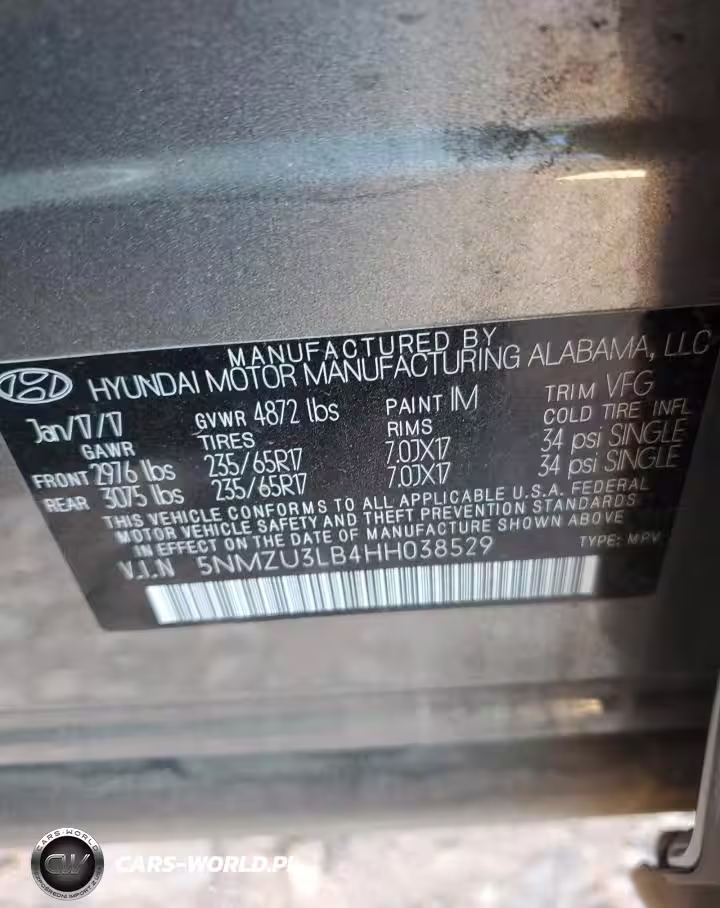 MANUFACTURED BY
HYUNDAI MOTOR MANUFACTURING ALABAMA, LLC
Jan/17/17 GVWR 4872 lbs PAINT IM TRIM VFG
GAWR TIRES RIMS COLD TIRE INFL
FRONT 2976 lbs 235/65R17 7.0JX17 34 psi SINGLE
REAR 3075 lbs 235/65R17 7.0JX17 34 psi SINGLE
THIS VEHICLE CONFORMS TO ALL APPLICABLE U.S.A. FEDERAL
MOTOR VEHICLE SAFETY AND THEFT PREVENTION STANDARDS
IN EFFECT ON THE DATE OF MANUFACTURE SHOWN ABOVE
V.I.N 5NMZU3LB4HH038529 TYPE: MPV
CARS-WORLD
CW
CARS-WORLD.PL